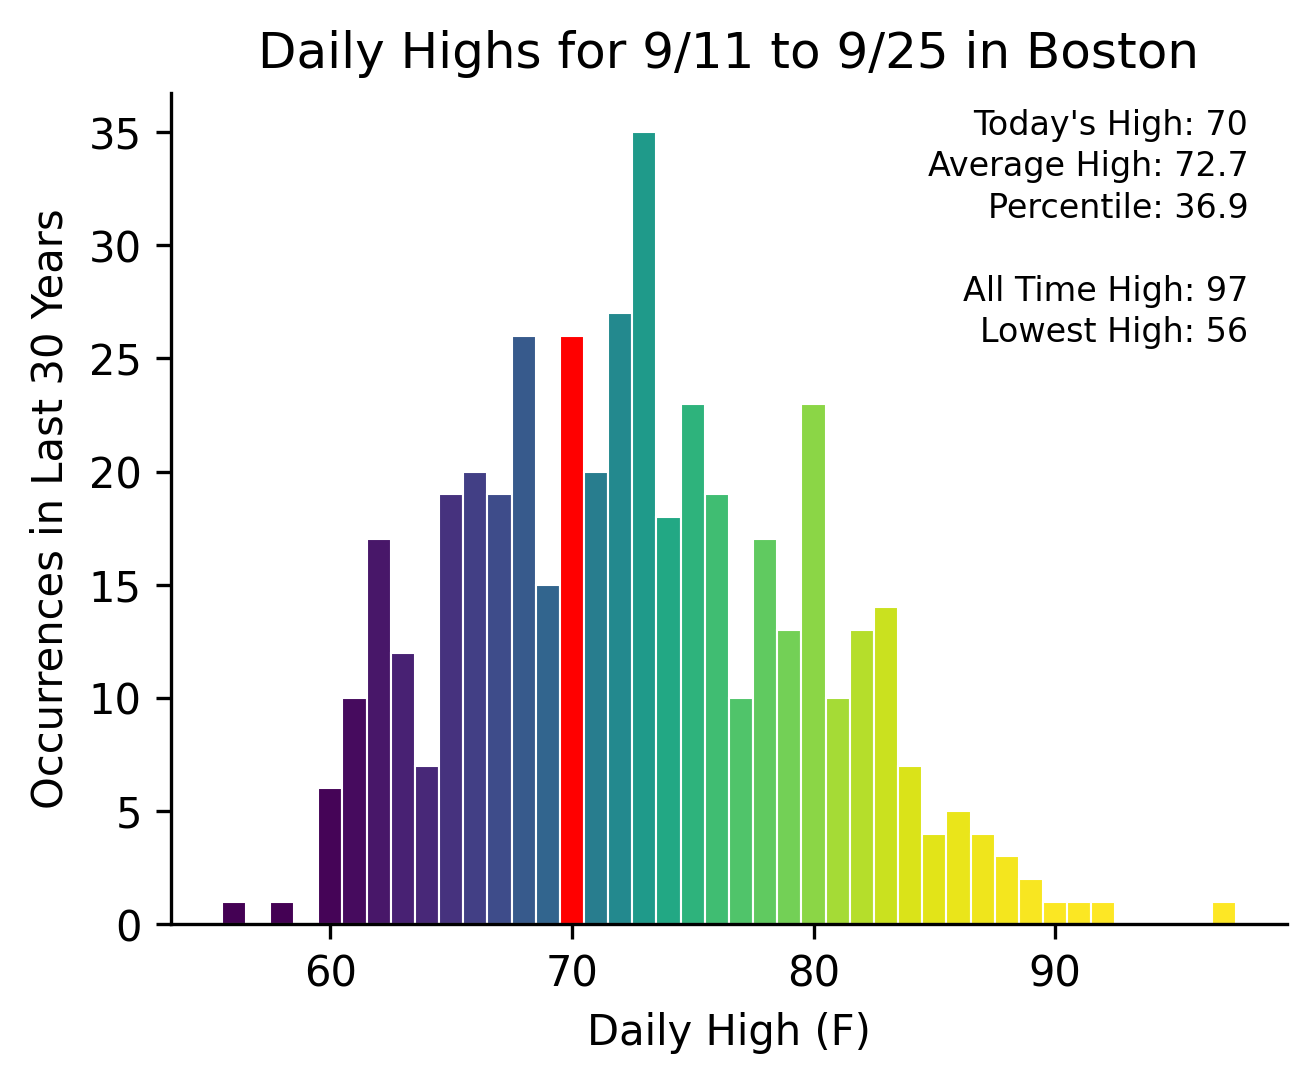 Daily Highs for 9/11 to 9/25 in Boston
Today's High: 70
Average High: 72.7
Percentile: 36.9
All Time High: 97
Lowest High: 56
Occurrences in Last 30 Years
35
30
25
20
15
10
5
0
60 70 80 90
Daily High (F)